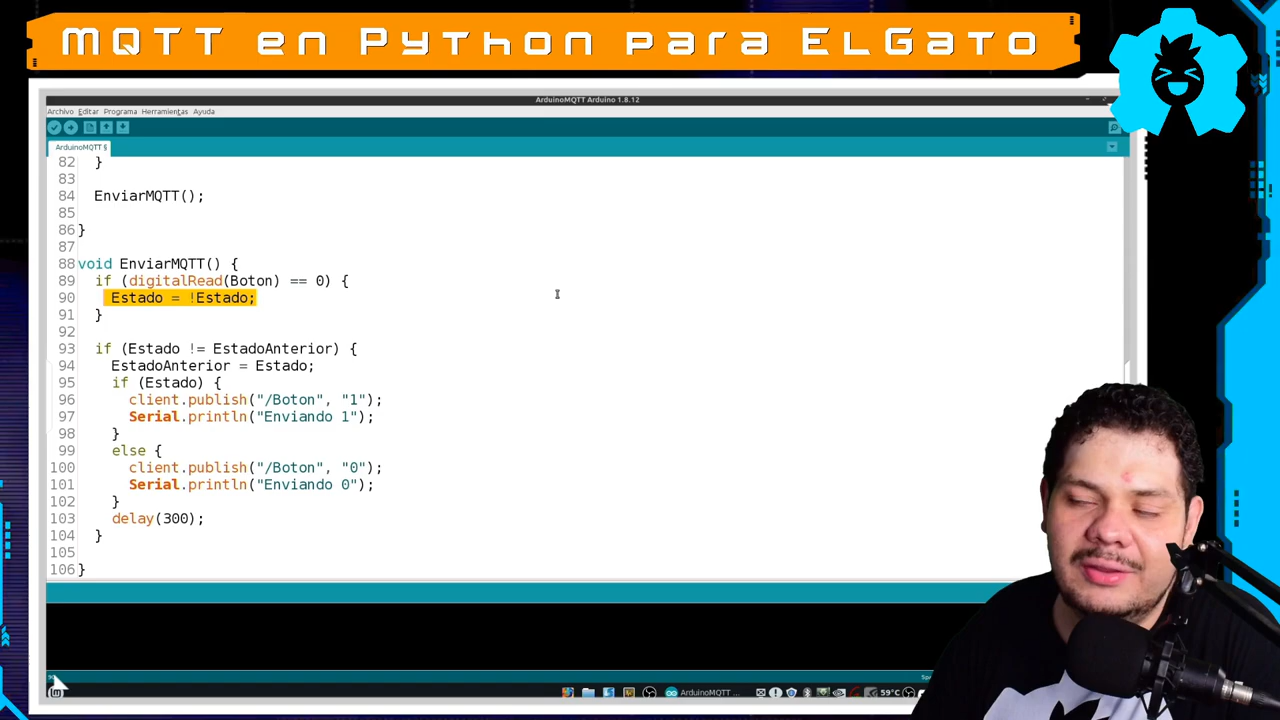 MQTT en Python para ELGato
ArduinoMQTT Arduino 1.8.12
Archivo Editar Programa Herramientas Ayuda
ArduinoMQTT §
82 }
83
84 EnviarMQTT();
85
86 }
87
88 void EnviarMQTT() {
89 if (digitalRead(Boton) == 0) {
90 Estado = !Estado;
91 }
92
93 if (Estado != EstadoAnterior) {
94 EstadoAnterior = Estado;
95 if (Estado) {
96 client.publish("/Boton", "1");
97 Serial.println("Enviando 1");
98 }
99 else {
100 client.publish("/Boton", "0");
101 Serial.println("Enviando 0");
102 }
103 delay(300);
104 }
105
106 }
ArduinoMQTT ...
59°C